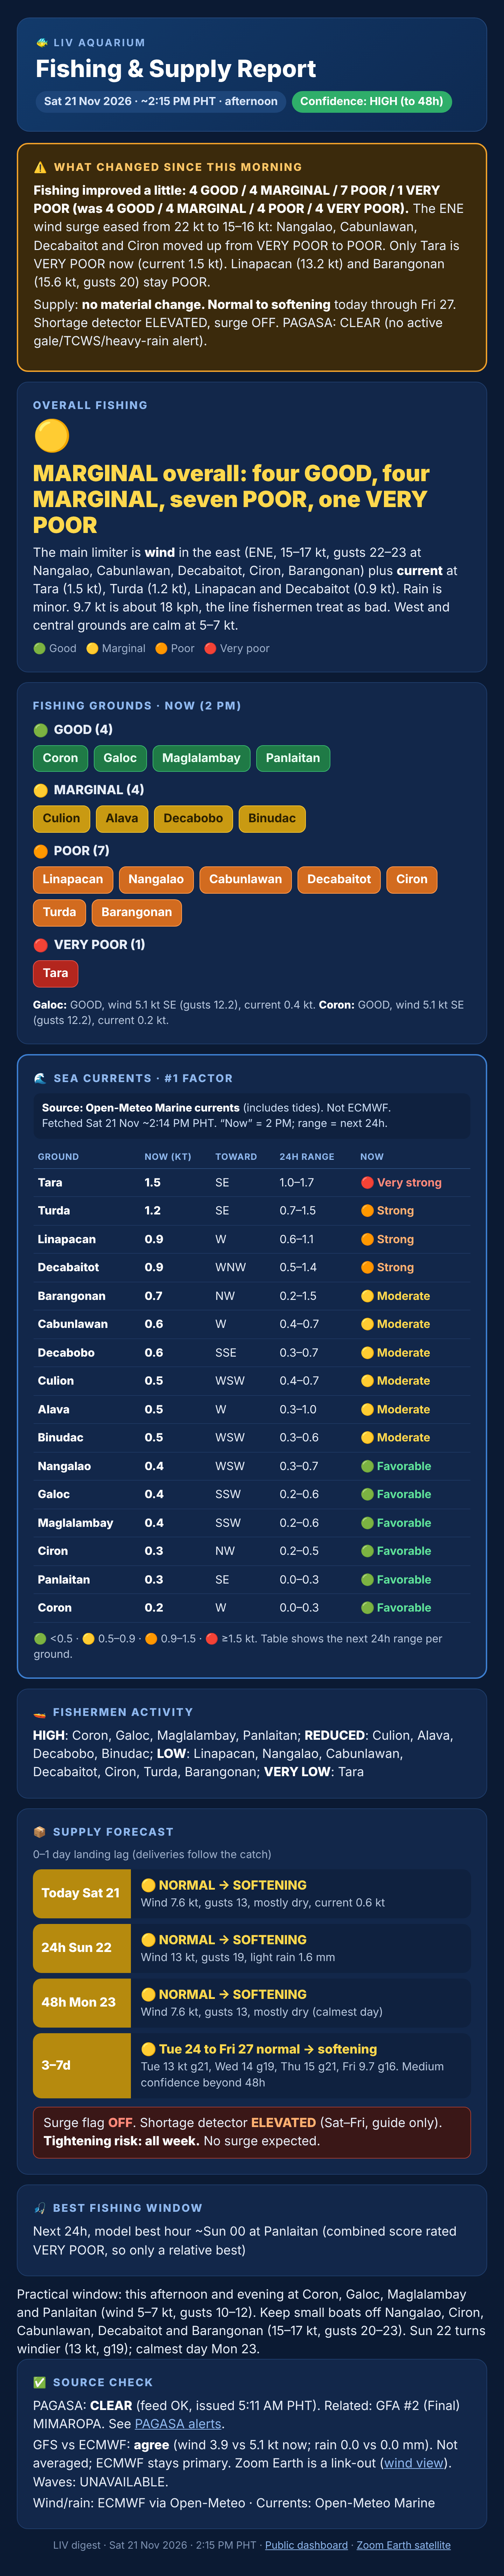 LIV AQUARIUM
Fishing & Supply Report
Sat 21 Nov 2026 · ~2:15 PM PHT · afternoon
Confidence: HIGH (to 48h)
WHAT CHANGED SINCE THIS MORNING
Fishing improved a little: 4 GOOD / 4 MARGINAL / 7 POOR / 1 VERY
POOR (was 4 GOOD / 4 MARGINAL / 4 POOR / 4 VERY POOR). The ENE
wind surge eased from 22 kt to 15–16 kt: Nangalao, Cabunlawan,
Decabaitot and Ciron moved up from VERY POOR to POOR. Only Tara is
VERY POOR now (current 1.5 kt). Linapacan (13.2 kt) and Barangonan
(15.6 kt, gusts 20) stay POOR.
Supply: no material change. Normal to softening today through Fri 27.
Shortage detector ELEVATED, surge OFF. PAGASA: CLEAR (no active
gale/TCWS/heavy-rain alert).
OVERALL FISHING
MARGINAL overall: four GOOD, four
MARGINAL, seven POOR, one VERY
POOR
The main limiter is wind in the east (ENE, 15–17 kt, gusts 22–23 at
Nangalao, Cabunlawan, Decabaitot, Ciron, Barangonan) plus current at
Tara (1.5 kt), Turda (1.2 kt), Linapacan and Decabaitot (0.9 kt). Rain is
minor. 9.7 kt is about 18 kph, the line fishermen treat as bad. West and
central grounds are calm at 5–7 kt.
Good Marginal Poor Very poor
FISHING GROUNDS · NOW (2 PM)
GOOD (4)
Coron Galoc Maglalambay Panlaitan
MARGINAL (4)
Culion Alava Decabobo Binudac
POOR (7)
Linapacan Nangalao Cabunlawan Decabaitot Ciron
Turda Barangonan
VERY POOR (1)
Tara
Galoc: GOOD, wind 5.1 kt SE (gusts 12.2), current 0.4 kt. Coron: GOOD, wind 5.1 kt SE
(gusts 12.2), current 0.2 kt.
SEA CURRENTS · #1 FACTOR
Source: Open-Meteo Marine currents (includes tides). Not ECMWF.
Fetched Sat 21 Nov ~2:14 PM PHT. “Now” = 2 PM; range = next 24h.
GROUND NOW (KT) TOWARD 24H RANGE NOW
Tara 1.5 SE 1.0–1.7 Very strong
Turda 1.2 SE 0.7–1.5 Strong
Linapacan 0.9 W 0.6–1.1 Strong
Decabaitot 0.9 WNW 0.5–1.4 Strong
Barangonan 0.7 NW 0.2–1.5 Moderate
Cabunlawan 0.6 W 0.4–0.7 Moderate
Decabobo 0.6 SSE 0.3–0.7 Moderate
Culion 0.5 WSW 0.4–0.7 Moderate
Alava 0.5 W 0.3–1.0 Moderate
Binudac 0.5 WSW 0.3–0.6 Moderate
Nangalao 0.4 WSW 0.3–0.7 Favorable
Galoc 0.4 SSW 0.2–0.6 Favorable
Maglalambay 0.4 SSW 0.2–0.6 Favorable
Ciron 0.3 NW 0.2–0.5 Favorable
Panlaitan 0.3 SE 0.0–0.3 Favorable
Coron 0.2 W 0.0–0.3 Favorable
<0.5 · 0.5–0.9 · 0.9–1.5 · ≥1.5 kt. Table shows the next 24h range per
ground.
FISHERMEN ACTIVITY
HIGH: Coron, Galoc, Maglalambay, Panlaitan; REDUCED: Culion, Alava,
Decabobo, Binudac; LOW: Linapacan, Nangalao, Cabunlawan,
Decabaitot, Ciron, Turda, Barangonan; VERY LOW: Tara
SUPPLY FORECAST
0–1 day landing lag (deliveries follow the catch)
Today Sat 21
NORMAL → SOFTENING
Wind 7.6 kt, gusts 13, mostly dry, current 0.6 kt
24h Sun 22
NORMAL → SOFTENING
Wind 13 kt, gusts 19, light rain 1.6 mm
48h Mon 23
NORMAL → SOFTENING
Wind 7.6 kt, gusts 13, mostly dry (calmest day)
3–7d
Tue 24 to Fri 27 normal → softening
Tue 13 kt g21, Wed 14 g19, Thu 15 g21, Fri 9.7 g16. Medium
confidence beyond 48h
Surge flag OFF. Shortage detector ELEVATED (Sat–Fri, guide only).
Tightening risk: all week. No surge expected.
BEST FISHING WINDOW
Next 24h, model best hour ~Sun 00 at Panlaitan (combined score rated
VERY POOR, so only a relative best)
Practical window: this afternoon and evening at Coron, Galoc, Maglalambay
and Panlaitan (wind 5–7 kt, gusts 10–12). Keep small boats off Nangalao, Ciron,
Cabunlawan, Decabaitot and Barangonan (15–17 kt, gusts 20–23). Sun 22 turns
windier (13 kt, g19); calmest day Mon 23.
SOURCE CHECK
PAGASA: CLEAR (feed OK, issued 5:11 AM PHT). Related: GFA #2 (Final)
MIMAROPA. See PAGASA alerts.
GFS vs ECMWF: agree (wind 3.9 vs 5.1 kt now; rain 0.0 vs 0.0 mm). Not
averaged; ECMWF stays primary. Zoom Earth is a link-out (wind view).
Waves: UNAVAILABLE.
Wind/rain: ECMWF via Open-Meteo · Currents: Open-Meteo Marine
LIV digest · Sat 21 Nov 2026 · 2:15 PM PHT · Public dashboard · Zoom Earth satellite